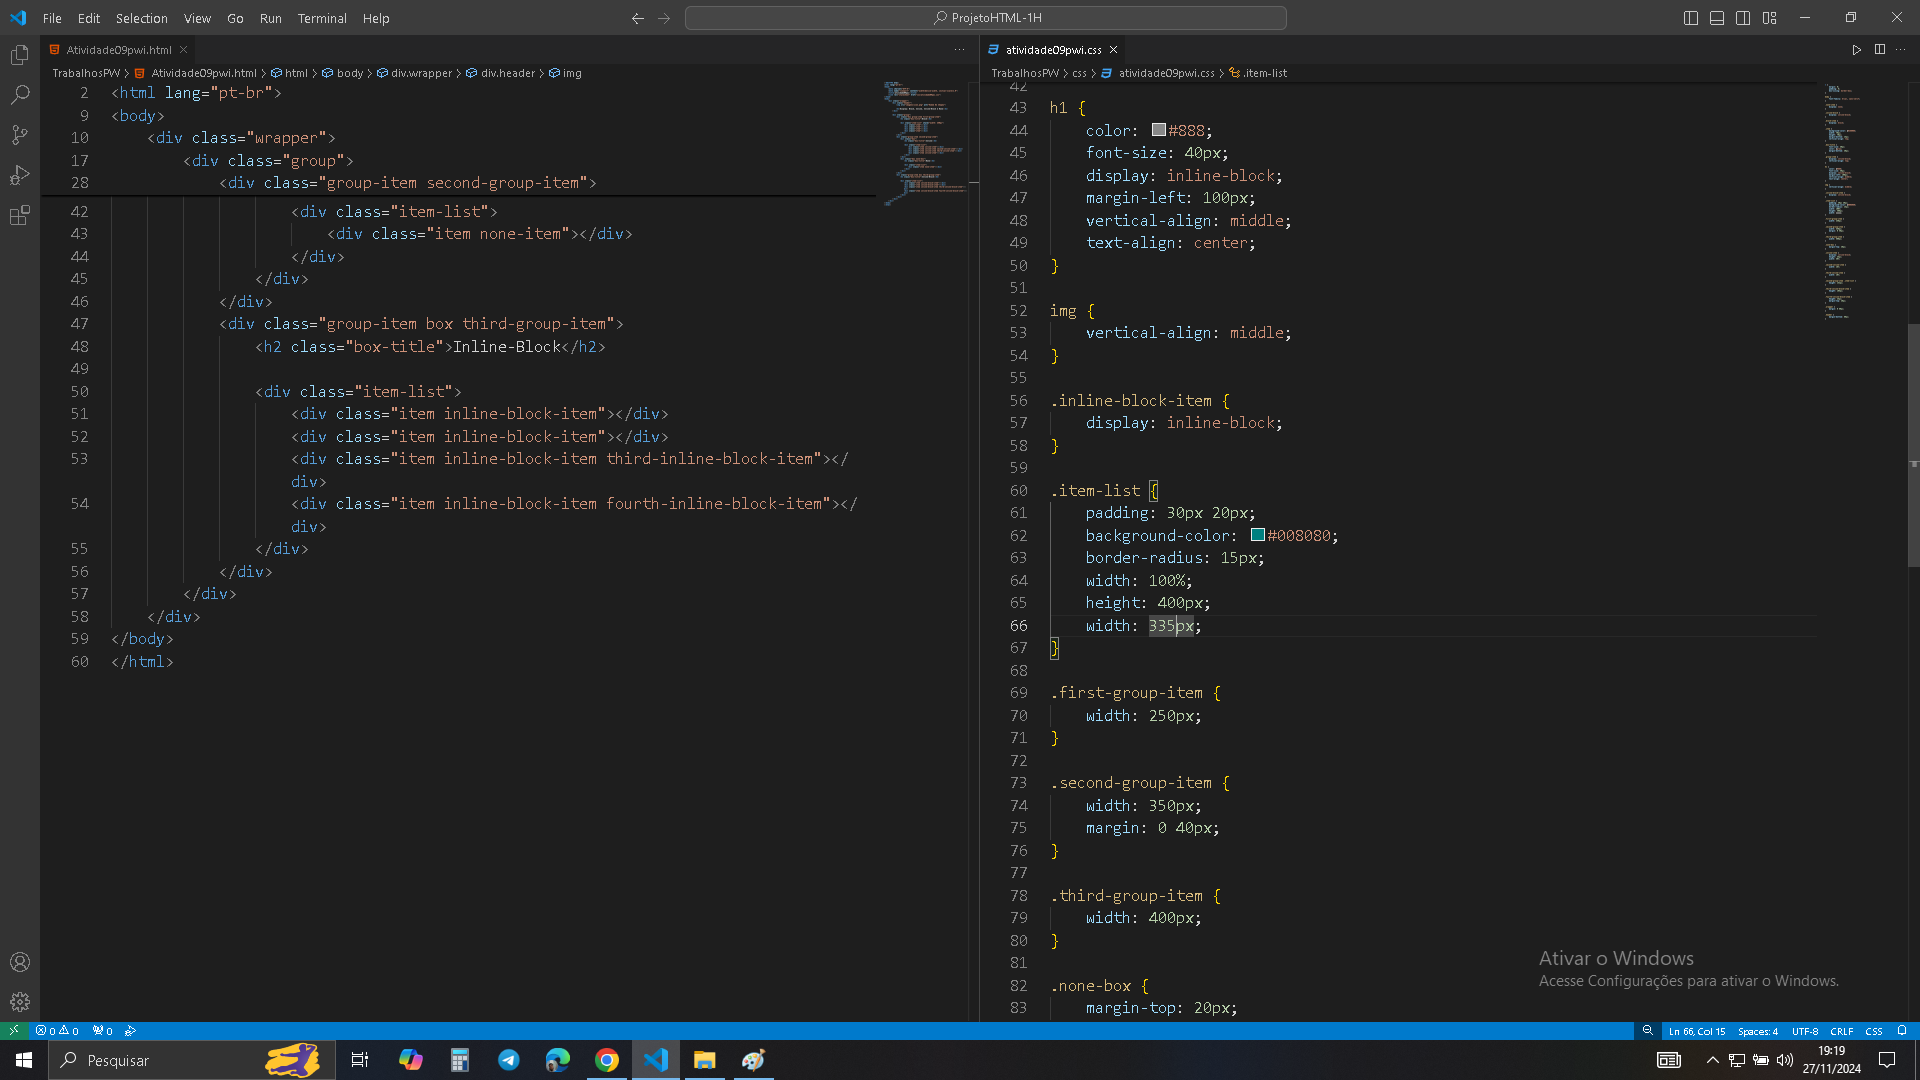 File Edit Selection View Go Run Terminal Help
ProjetoHTML-1H
Atividade09pwi.html
TrabalhosPW > Atividade09pwi.html > html > body > div.wrapper > div.header > img
2 <html lang="pt-br">
9 <body>
10 <div class="wrapper">
17 <div class="group">
28 <div class="group-item second-group-item">
42 <div class="item-list">
43 <div class="item none-item"></div>
44 </div>
45 </div>
46 </div>
47 <div class="group-item box third-group-item">
48 <h2 class="box-title">Inline-Block</h2>
49
50 <div class="item-list">
51 <div class="item inline-block-item"></div>
52 <div class="item inline-block-item"></div>
53 <div class="item inline-block-item third-inline-block-item"></
div>
54 <div class="item inline-block-item fourth-inline-block-item"></
div>
55 </div>
56 </div>
57 </div>
58 </div>
59 </body>
60 </html>
atividade09pwi.css
TrabalhosPW > css > atividade09pwi.css > .item-list
42
43 h1 {
44 color: #888;
45 font-size: 40px;
46 display: inline-block;
47 margin-left: 100px;
48 vertical-align: middle;
49 text-align: center;
50 }
51
52 img {
53 vertical-align: middle;
54 }
55
56 .inline-block-item {
57 display: inline-block;
58 }
59
60 .item-list {
61 padding: 30px 20px;
62 background-color: #008080;
63 border-radius: 15px;
64 width: 100%;
65 height: 400px;
66 width: 335px;
67 }
68
69 .first-group-item {
70 width: 250px;
71 }
72
73 .second-group-item {
74 width: 350px;
75 margin: 0 40px;
76 }
77
78 .third-group-item {
79 width: 400px;
80 }
81
82 .none-box {
83 margin-top: 20px;
Ativar o Windows
Acesse Configurações para ativar o Windows.
0 0 0
Ln 66, Col 15 Spaces: 4 UTF-8 CRLF CSS
Pesquisar
19:19
27/11/2024